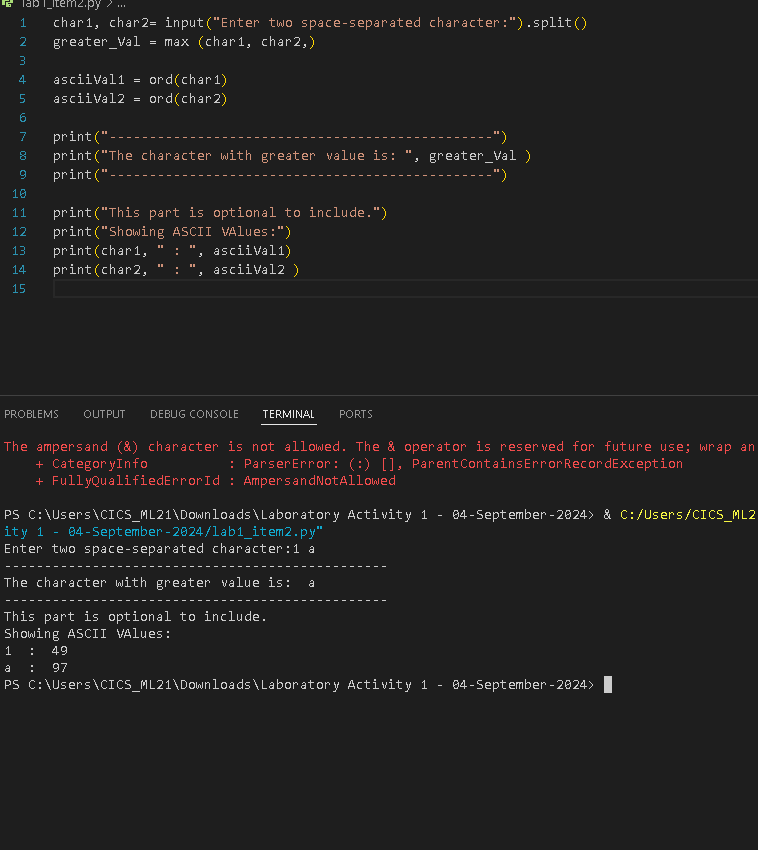 lab1_item2.py > ...
1 char1, char2= input("Enter two space-separated character:").split()
2 greater_Val = max (char1, char2,)
3
4 asciiVal1 = ord(char1)
5 asciiVal2 = ord(char2)
6
7 print("------------------------------------------------")
8 print("The character with greater value is: ", greater_Val )
9 print("------------------------------------------------")
10
11 print("This part is optional to include.")
12 print("Showing ASCII VAlues:")
13 print(char1, " : ", asciiVal1)
14 print(char2, " : ", asciiVal2 )
15
PROBLEMS OUTPUT DEBUG CONSOLE TERMINAL PORTS
The ampersand (&) character is not allowed. The & operator is reserved for future use; wrap an
+ CategoryInfo : ParserError: (:) [], ParentContainsErrorRecordException
+ FullyQualifiedErrorId : AmpersandNotAllowed
PS C:\Users\CICS_ML21\Downloads\Laboratory Activity 1 - 04-September-2024> & C:/Users/CICS_ML2
ity 1 - 04-September-2024/lab1_item2.py"
Enter two space-separated character:1 a
------------------------------------------------
The character with greater value is:  a
------------------------------------------------
This part is optional to include.
Showing ASCII VAlues:
1  :  49
a  :  97
PS C:\Users\CICS_ML21\Downloads\Laboratory Activity 1 - 04-September-2024>